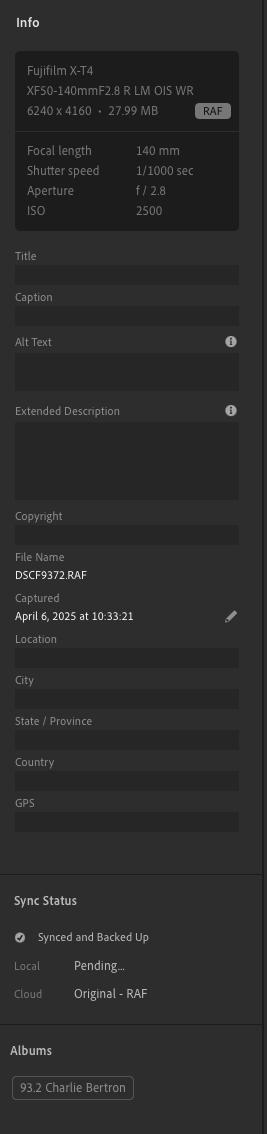 Info
Fujifilm X-T4
XF50-140mmF2.8 R LM OIS WR
6240 x 4160 • 27.99 MB RAF
Focal length 140 mm
Shutter speed 1/1000 sec
Aperture f / 2.8
ISO 2500
Title
Caption
Alt Text
Extended Description
Copyright
File Name
DSCF9372.RAF
Captured
April 6, 2025 at 10:33:21
Location
City
State / Province
Country
GPS
Sync Status
Synced and Backed Up
Local Pending...
Cloud Original - RAF
Albums
93.2 Charlie Bertron